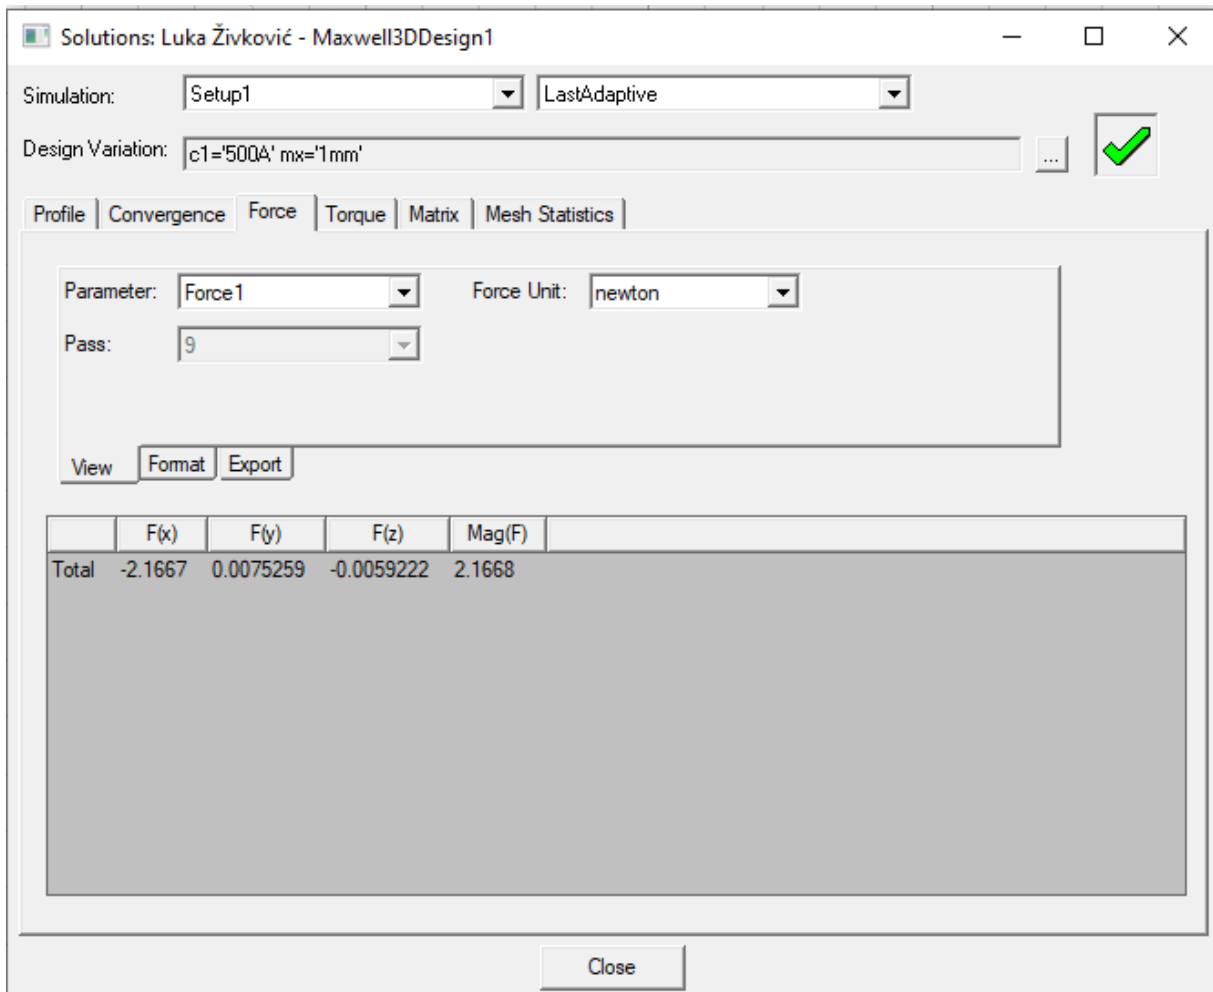 Solutions: Luka Živković - Maxwell3DDesign1
Simulation: Setup1 LastAdaptive
Design Variation: c1='500A' mx='1mm' ...
Profile Convergence Force Torque Matrix Mesh Statistics
Parameter: Force1 Force Unit: newton
Pass: 9
View Format Export
F(x) F(y) F(z) Mag(F)
Total -2.1667 0.0075259 -0.0059222 2.1668
Close